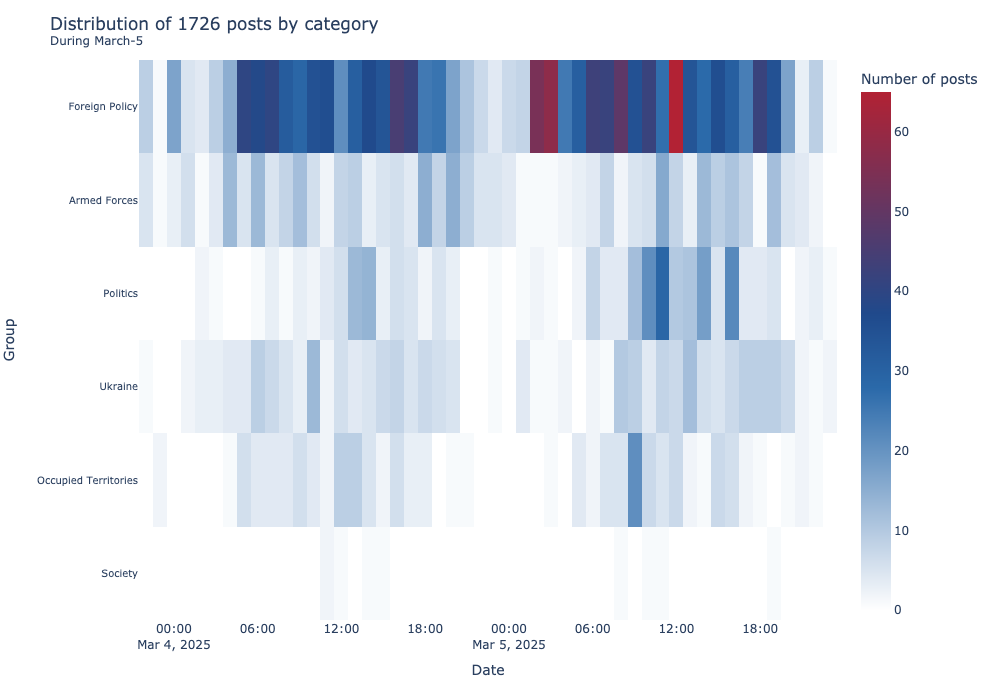 Distribution of 1726 posts by category
During March-5
Number of posts
Foreign Policy
Armed Forces
Politics
Ukraine
Occupied Territories
Society
Group
60
50
40
30
20
10
0
00:00 06:00 12:00 18:00 00:00 06:00 12:00 18:00
Mar 4, 2025 Mar 5, 2025
Date